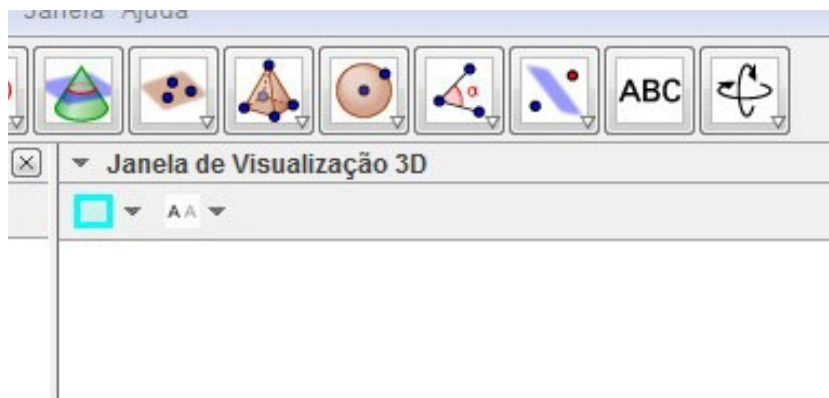 Janela Ajuda
α
ABC
Janela de Visualização 3D
AA